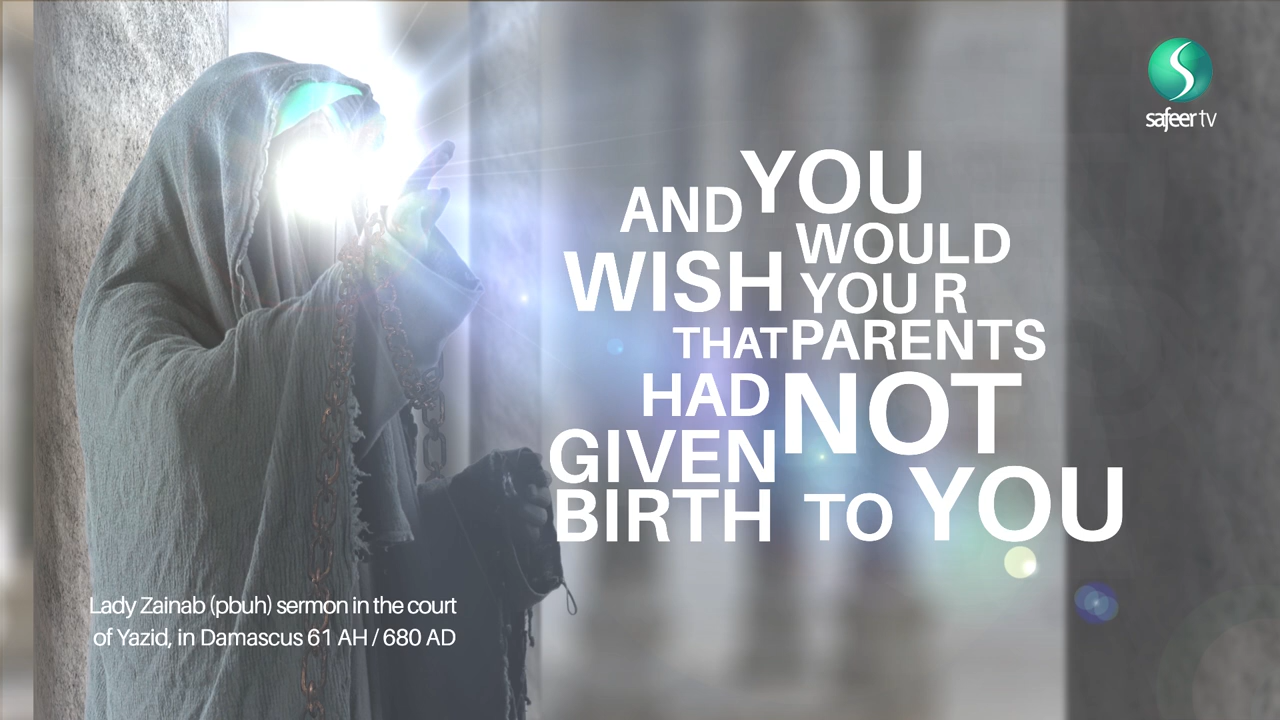 safeer tv
AND YOU
WOULD
WISH
YOU R
THAT PARENTS
HAD NOT
GIVEN
BIRTH TO YOU
Lady Zainab (pbuh) sermon in the court
of Yazid, in Damascus 61 AH / 680 AD